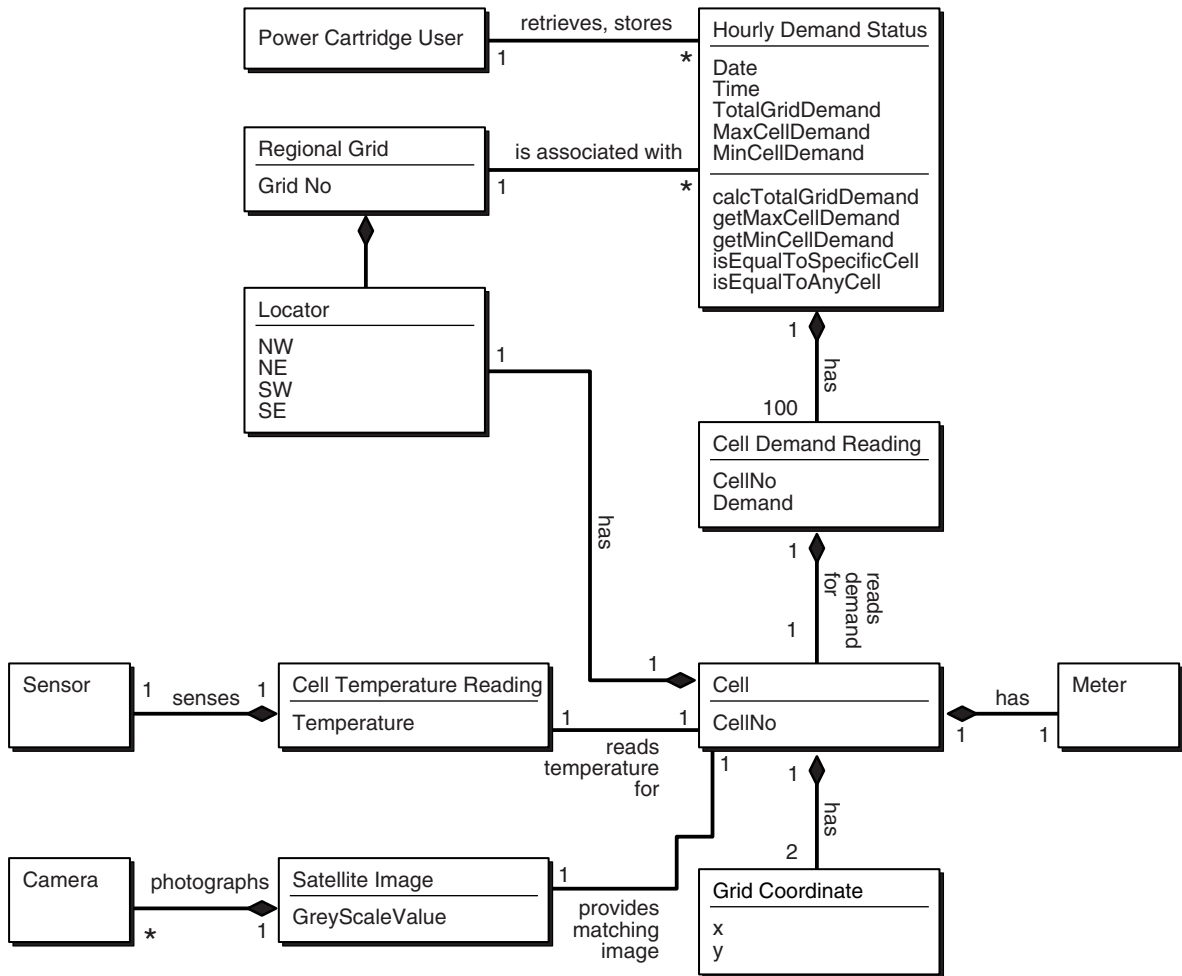 Power Cartridge User
retrieves, stores
1
*
Hourly Demand Status
Date
Time
TotalGridDemand
MaxCellDemand
MinCellDemand
calcTotalGridDemand
getMaxCellDemand
getMinCellDemand
isEqualToSpecificCell
isEqualToAnyCell
Regional Grid
Grid No
is associated with
1
*
Locator
NW
NE
SW
SE
1
has
1
1
has
100
Cell Demand Reading
CellNo
Demand
1
reads
demand
for
1
Sensor
1
senses
1
Cell Temperature Reading
Temperature
1
1
reads
temperature
for
Cell
CellNo
has
1
1
Meter
1
1
has
2
Camera
photographs
*
1
Satellite Image
GreyScaleValue
1
provides
matching
image
Grid Coordinate
x
y